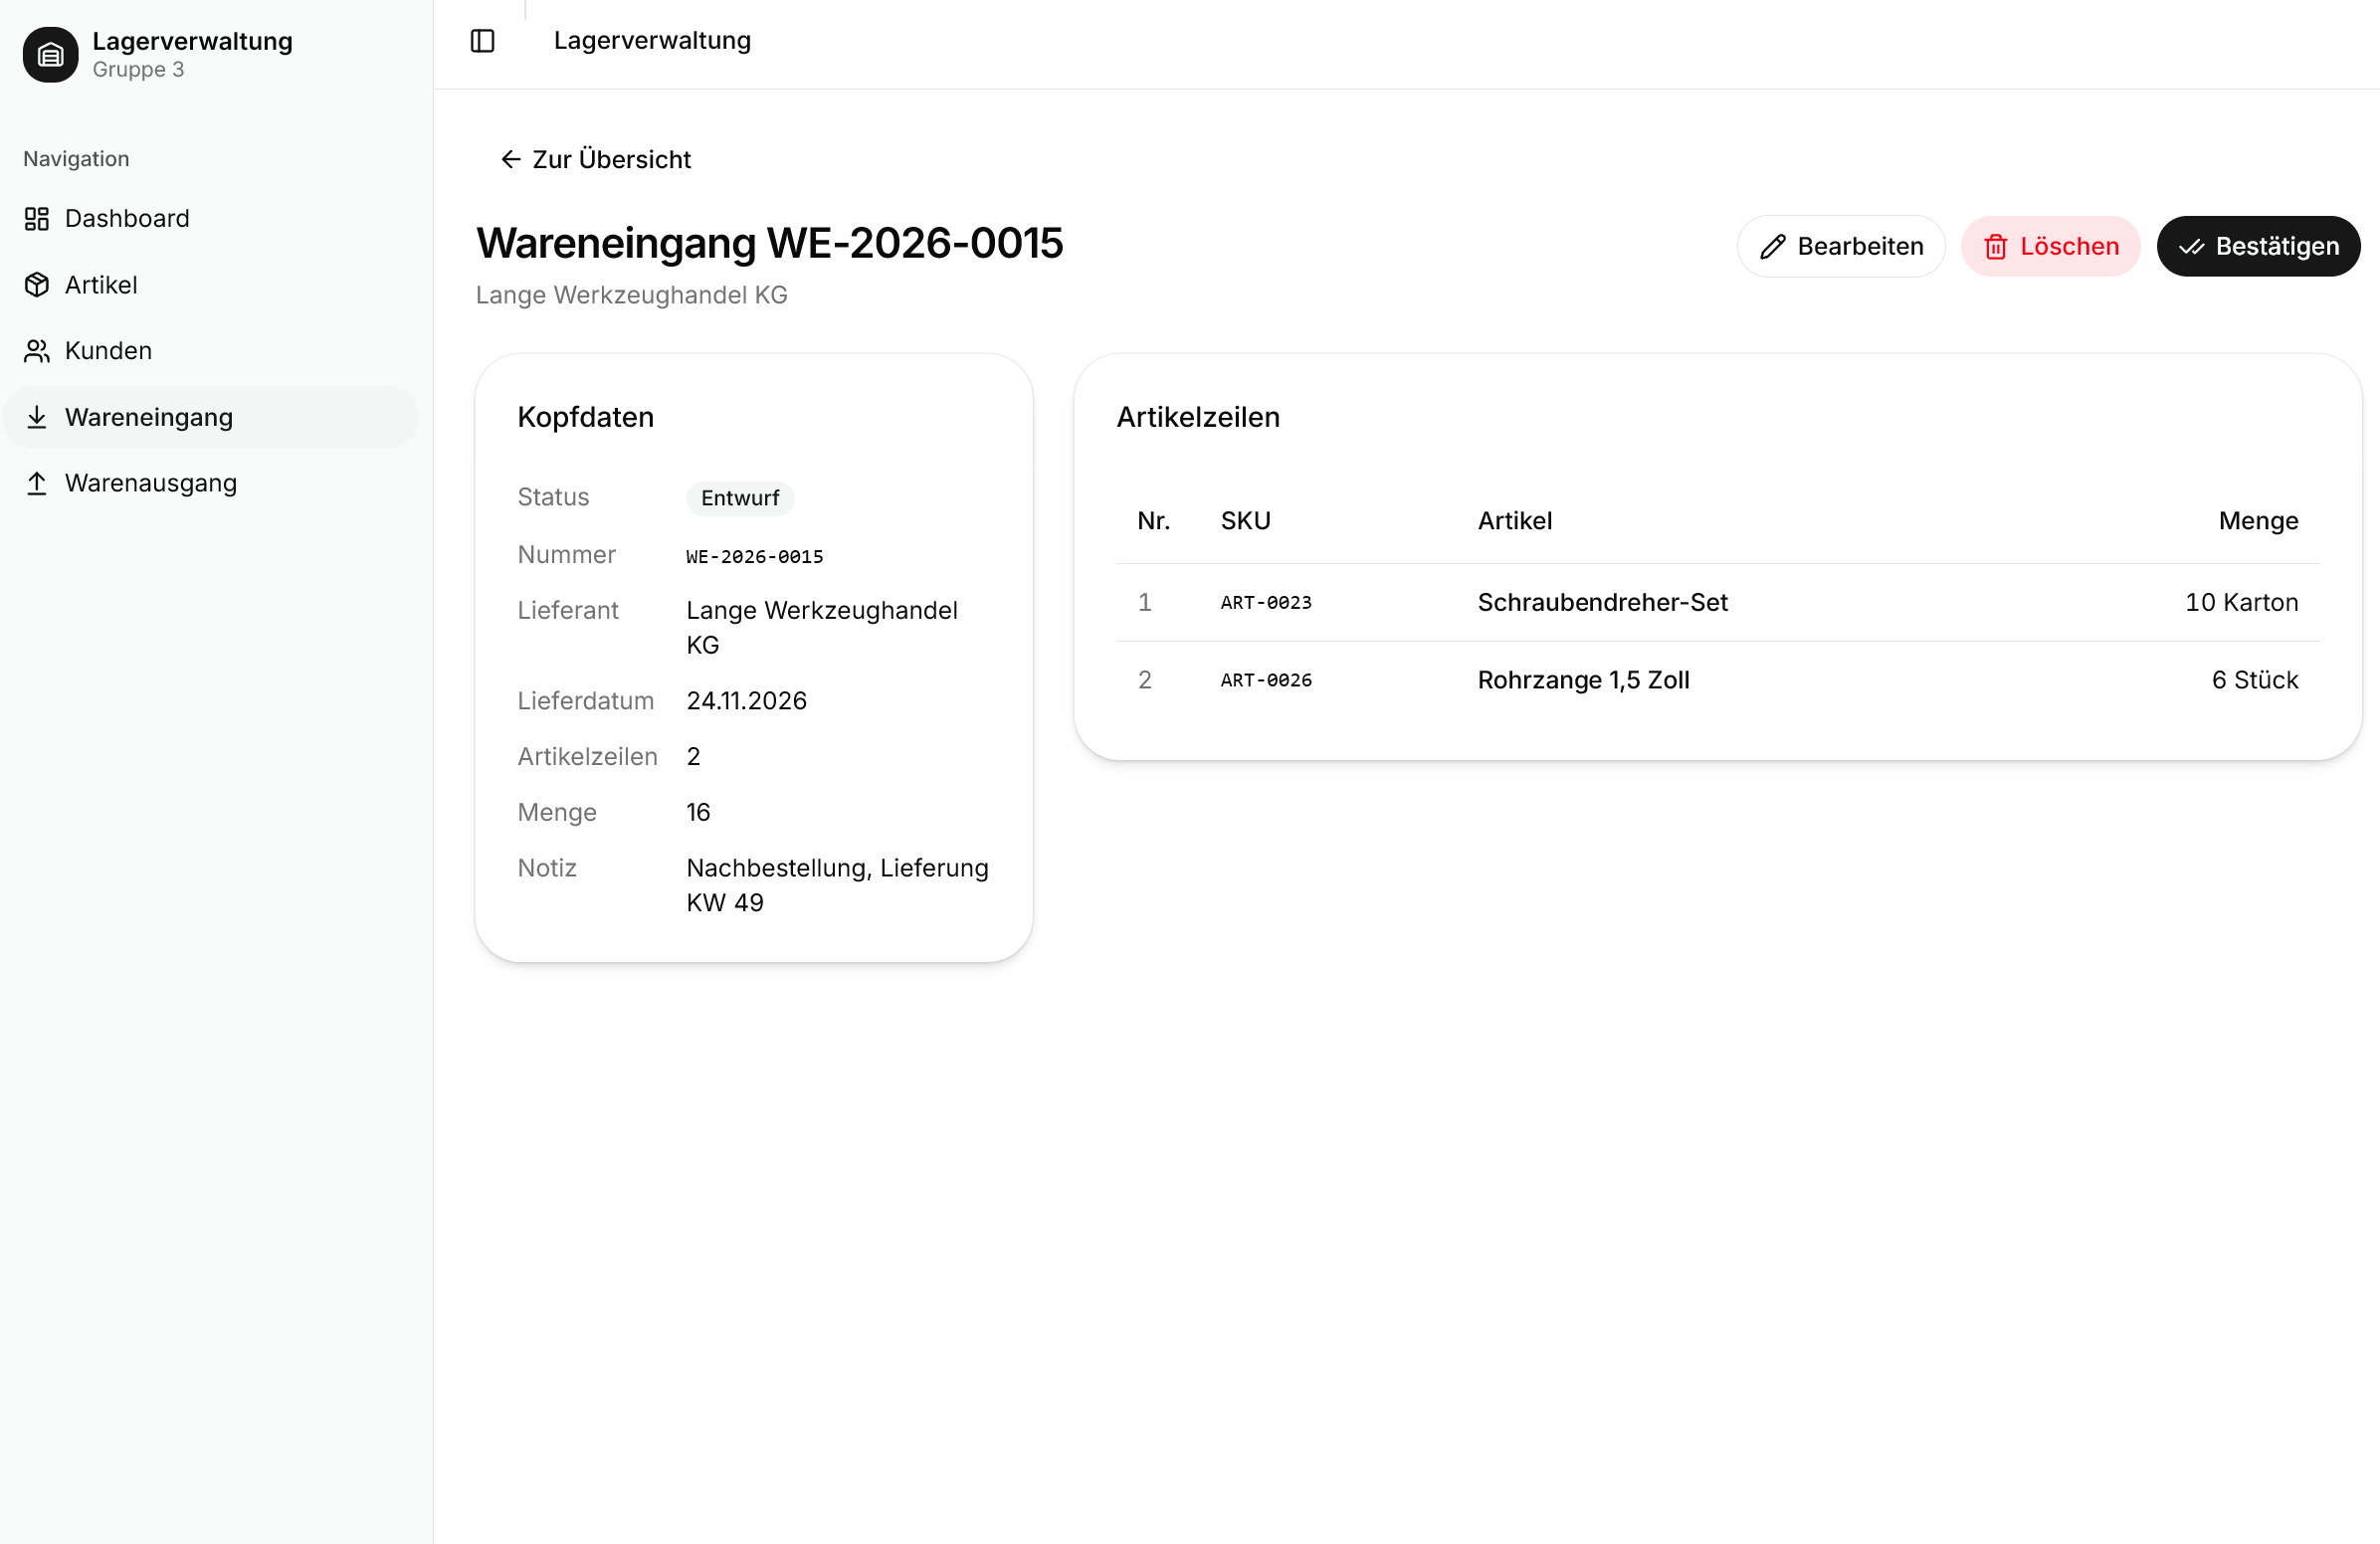 Lagerverwaltung
Gruppe 3
Navigation
Dashboard
Artikel
Kunden
Wareneingang
Warenausgang
Lagerverwaltung
Zur Übersicht
Wareneingang WE-2026-0015
Lange Werkzeughandel KG
Bearbeiten
Löschen
Bestätigen
Kopfdaten
Status Entwurf
Nummer WE-2026-0015
Lieferant Lange Werkzeughandel
KG
Lieferdatum 24.11.2026
Artikelzeilen 2
Menge 16
Notiz Nachbestellung, Lieferung
KW 49
Artikelzeilen
Nr. SKU Artikel Menge
1 ART-0023 Schraubendreher-Set 10 Karton
2 ART-0026 Rohrzange 1,5 Zoll 6 Stück